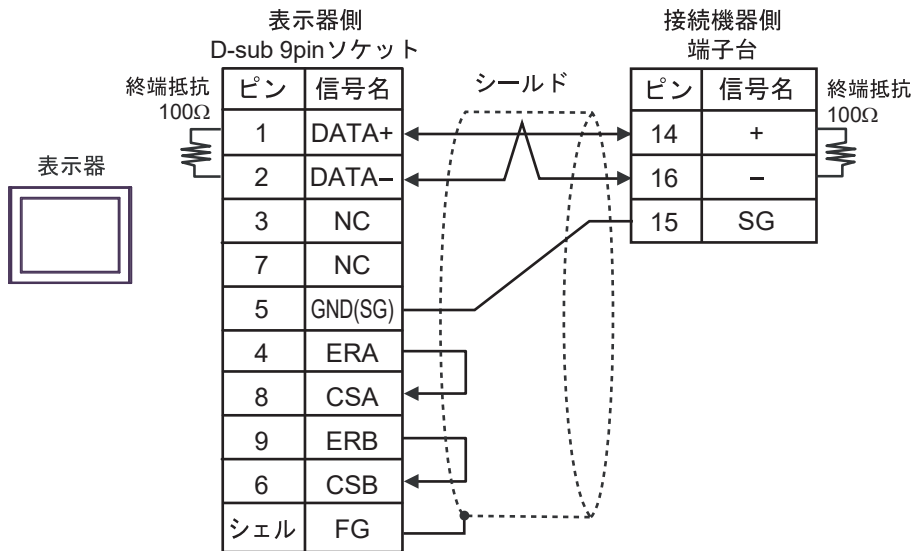 表示器側
D-sub 9pinソケット
接続機器側
端子台
終端抵抗
100Ω
ピン 信号名
1 DATA+
2 DATA−
3 NC
7 NC
5 GND(SG)
4 ERA
8 CSA
9 ERB
6 CSB
シェル FG
シールド
ピン 信号名
14 +
16 −
15 SG
終端抵抗
100Ω
表示器